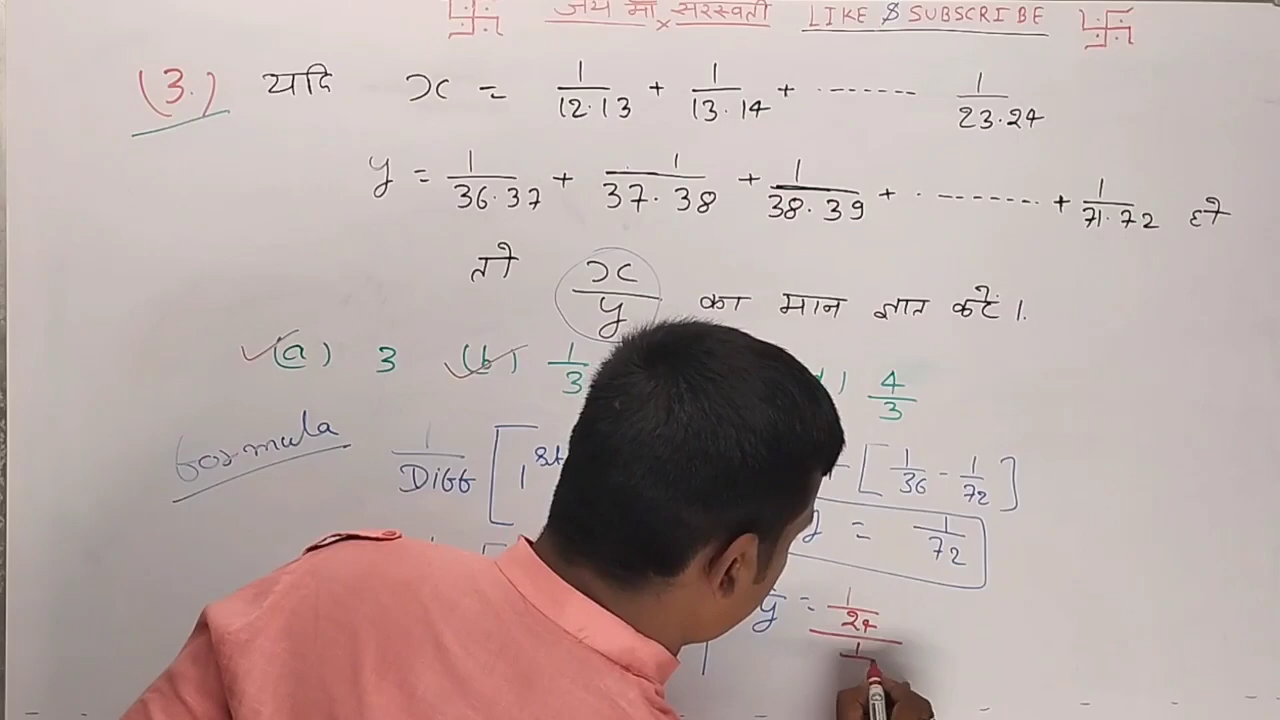 जय माँ सरस्वती LIKE & SUBSCRIBE
(3.) यदि x = 1/12.13 + 1/13.14 + ........ 1/23.24
y = 1/36.37 + 1/37.38 + 1/38.39 + ......... + 1/71.72 हो
तो x/y का मान ज्ञात करें ।
(a) 3 (b) 1/3 4/3
formula 1/Diff [ 1st [ 1/36 - 1/72 ]
= 1/72
y = 1/24